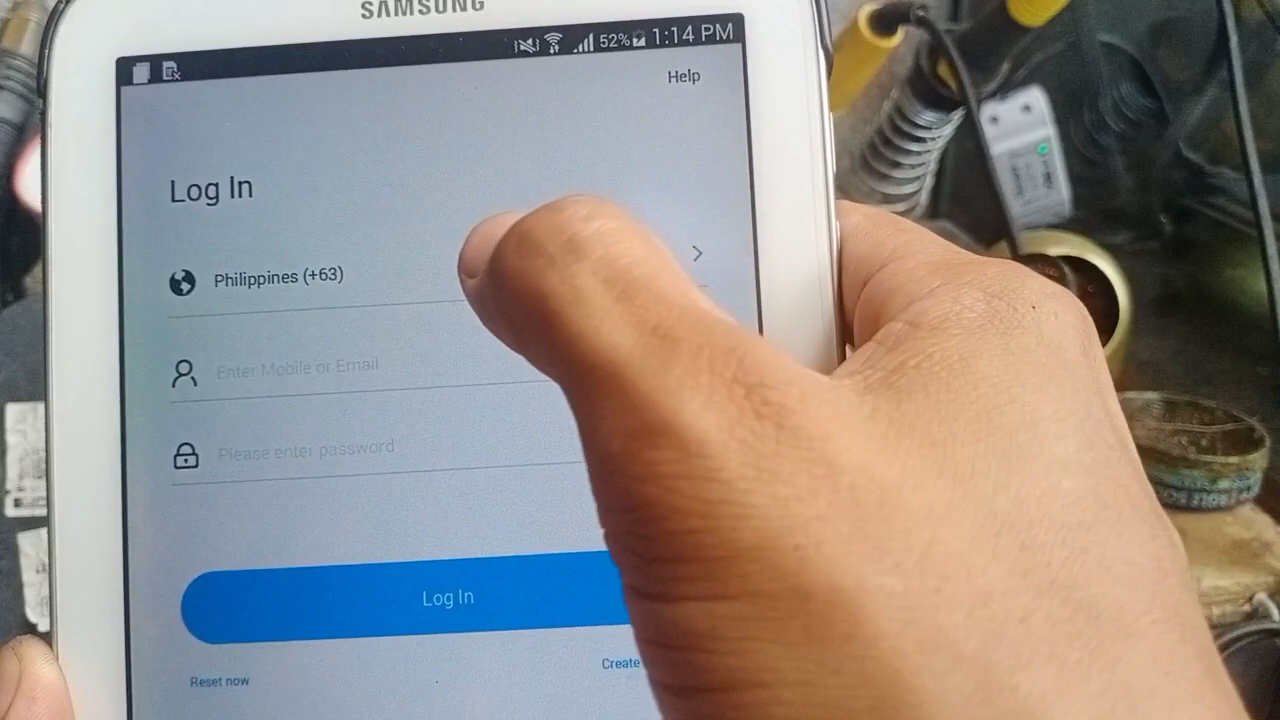 SAMSUNG
52% 1:14 PM
Help
Log In
Philippines (+63)
Enter Mobile or Email
Please enter password
Log In
Create
Reset now